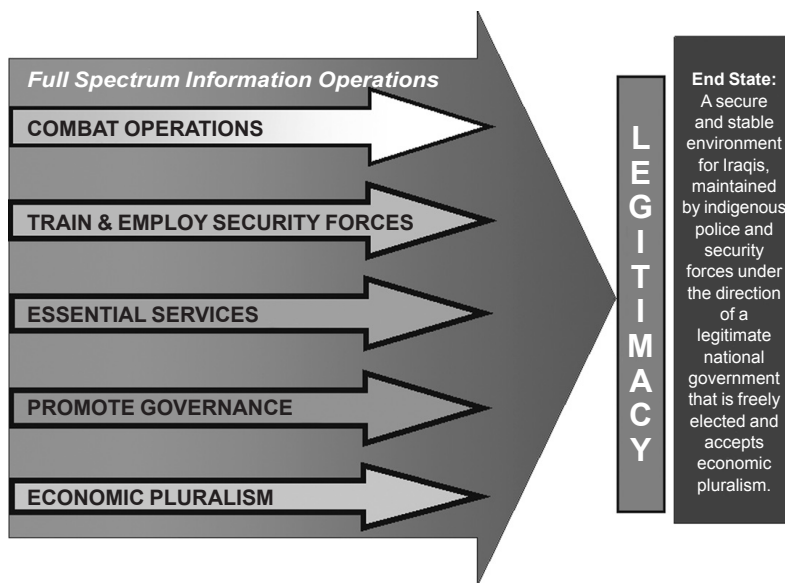 Full Spectrum Information Operations
COMBAT OPERATIONS
TRAIN & EMPLOY SECURITY FORCES
ESSENTIAL SERVICES
PROMOTE GOVERNANCE
ECONOMIC PLURALISM
LEGITIMACY
End State:
A secure
and stable
environment
for Iraqis,
maintained
by indigenous
police and
security
forces under
the direction
of a
legitimate
national
government
that is freely
elected and
accepts
economic
pluralism.